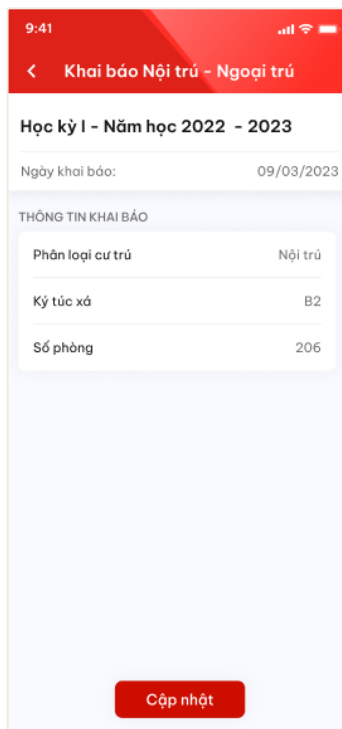 9:41
Khai báo Nội trú - Ngoại trú
Học kỳ I - Năm học 2022 - 2023
Ngày khai báo: 09/03/2023
THÔNG TIN KHAI BÁO
Phân loại cư trú Nội trú
Ký túc xá B2
Số phòng 206
Cập nhật